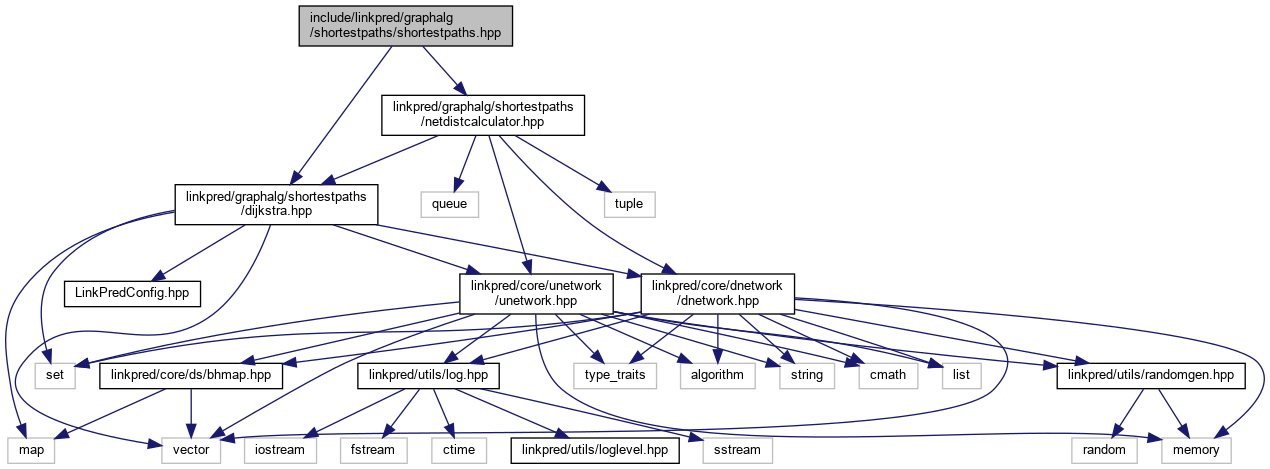 include/linkpred/graphalg
/shortestpaths/shortestpaths.hpp
linkpred/graphalg/shortestpaths
/netdistcalculator.hpp
linkpred/graphalg/shortestpaths
/dijkstra.hpp
queue
tuple
LinkPredConfig.hpp
linkpred/core/unetwork
/unetwork.hpp
linkpred/core/dnetwork
/dnetwork.hpp
set
linkpred/core/ds/bhmap.hpp
linkpred/utils/log.hpp
type_traits
algorithm
string
cmath
list
linkpred/utils/randomgen.hpp
map
vector
iostream
fstream
ctime
linkpred/utils/loglevel.hpp
sstream
random
memory